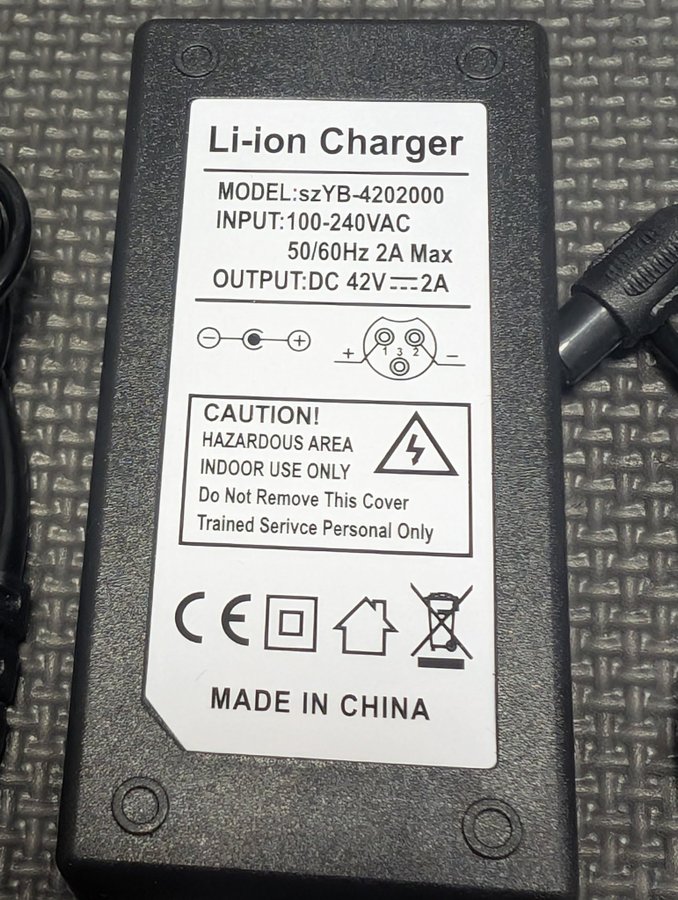 Li-ion Charger
MODEL:szYB-4202000
INPUT:100-240VAC
50/60Hz 2A Max
OUTPUT:DC 42V⎓2A
+ 1 2 3 −
CAUTION!
HAZARDOUS AREA
INDOOR USE ONLY
Do Not Remove This Cover
Trained Serivce Personal Only
CE
MADE IN CHINA